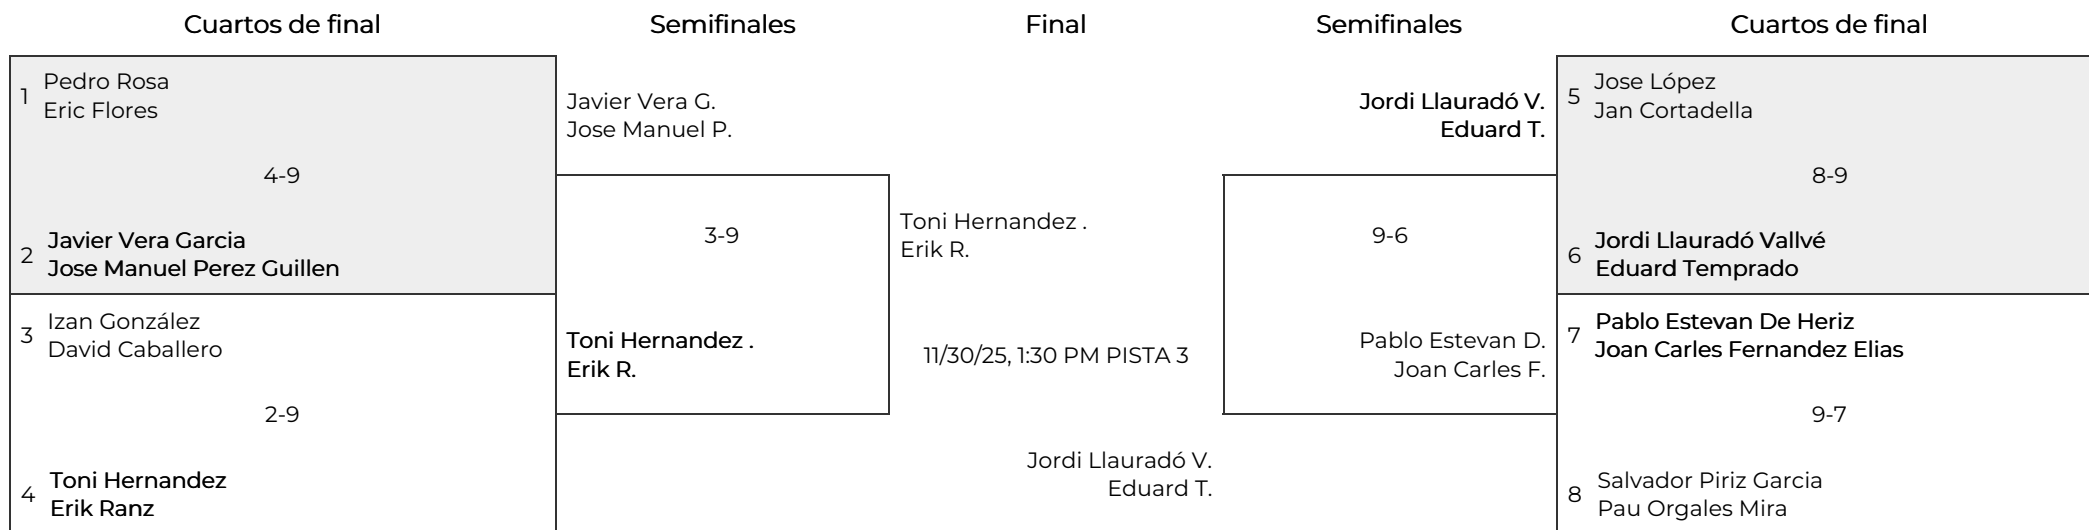 Cuartos de final
Semifinales
Final
Semifinales
Cuartos de final
1
Pedro Rosa
Eric Flores
4-9
2
Javier Vera Garcia
Jose Manuel Perez Guillen
3
Izan González
David Caballero
2-9
4
Toni Hernandez
Erik Ranz
Javier Vera G.
Jose Manuel P.
3-9
Toni Hernandez .
Erik R.
Toni Hernandez .
Erik R.
11/30/25, 1:30 PM PISTA 3
Jordi Llauradó V.
Eduard T.
Jordi Llauradó V.
Eduard T.
9-6
Pablo Estevan D.
Joan Carles F.
5
Jose López
Jan Cortadella
8-9
6
Jordi Llauradó Vallvé
Eduard Temprado
7
Pablo Estevan De Heriz
Joan Carles Fernandez Elias
9-7
8
Salvador Piriz Garcia
Pau Orgales Mira